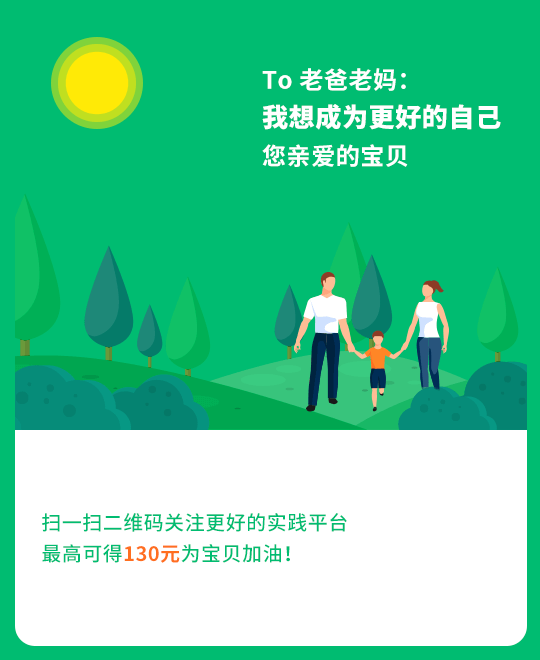 To 老爸老妈：
我想成为更好的自己
您亲爱的宝贝
扫一扫二维码关注更好的实践平台
最高可得130元为宝贝加油！